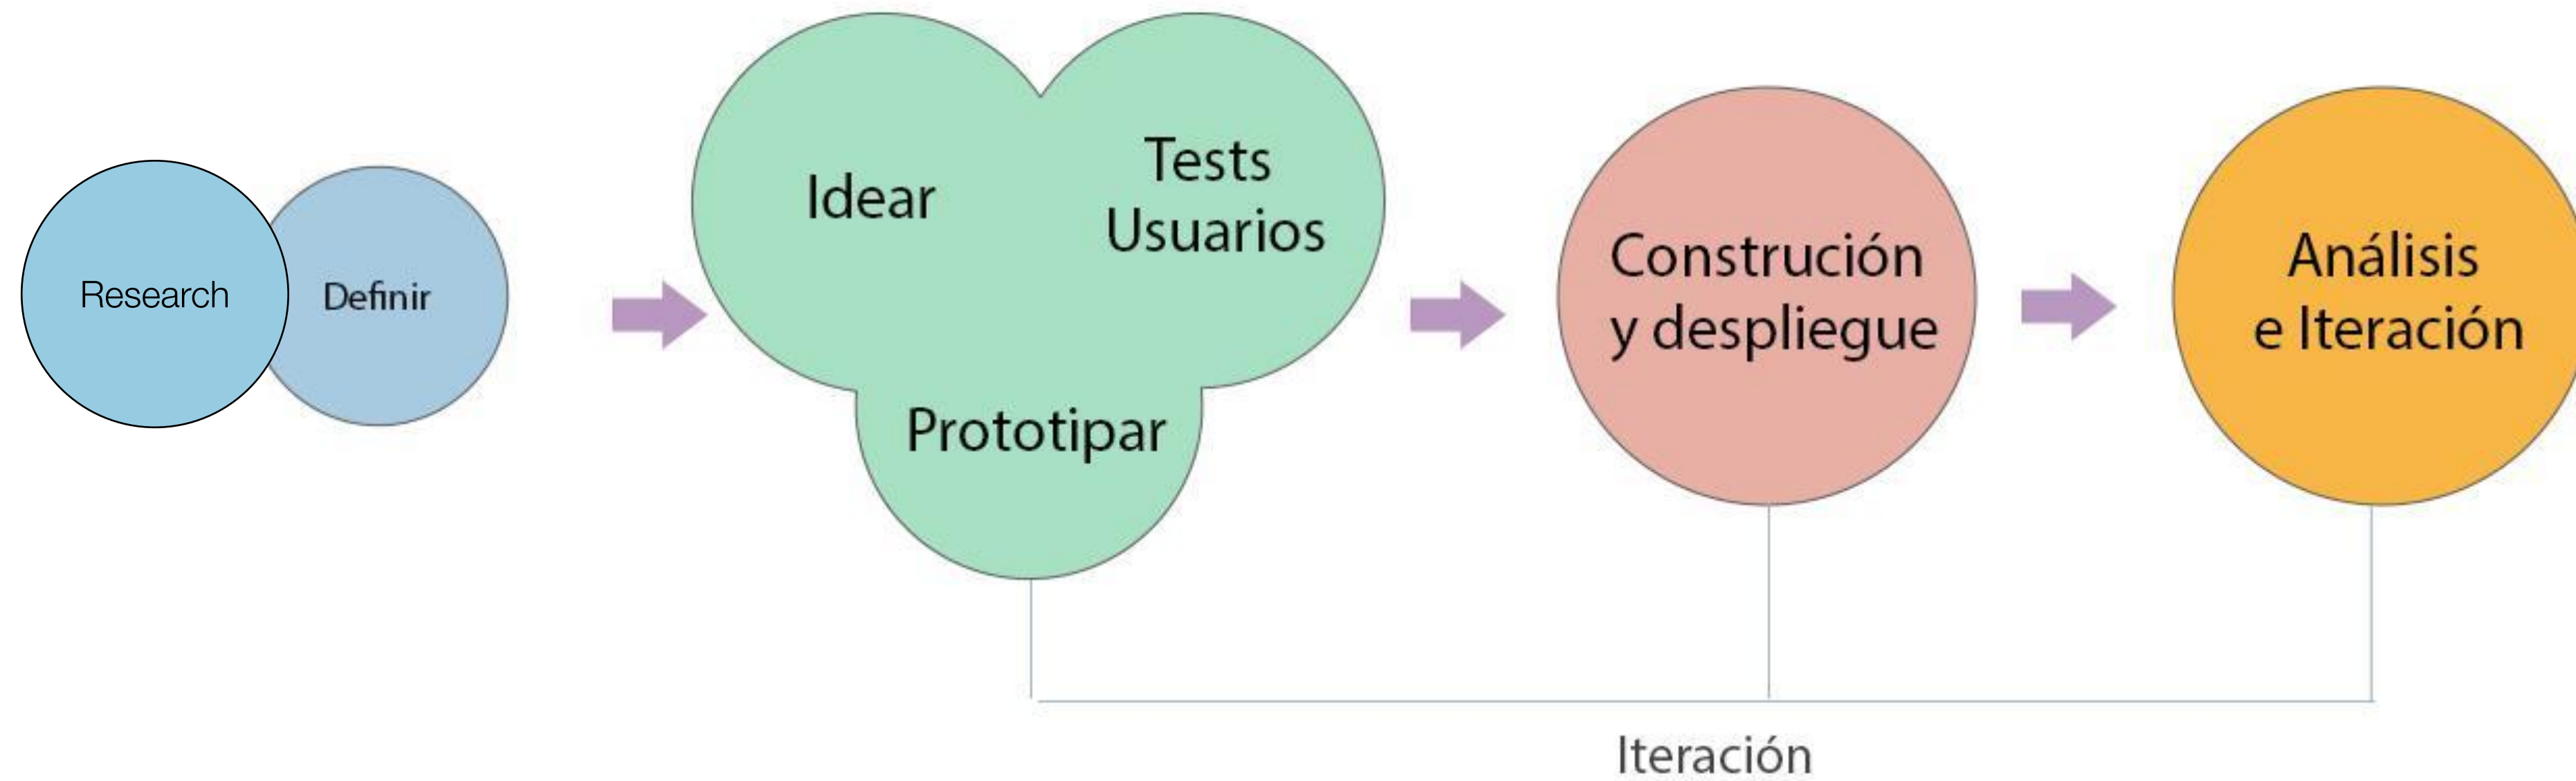 Research
Definir
Idear
Tests
Usuarios
Prototipar
Construción
y despliegue
Análisis
e Iteración
Iteración